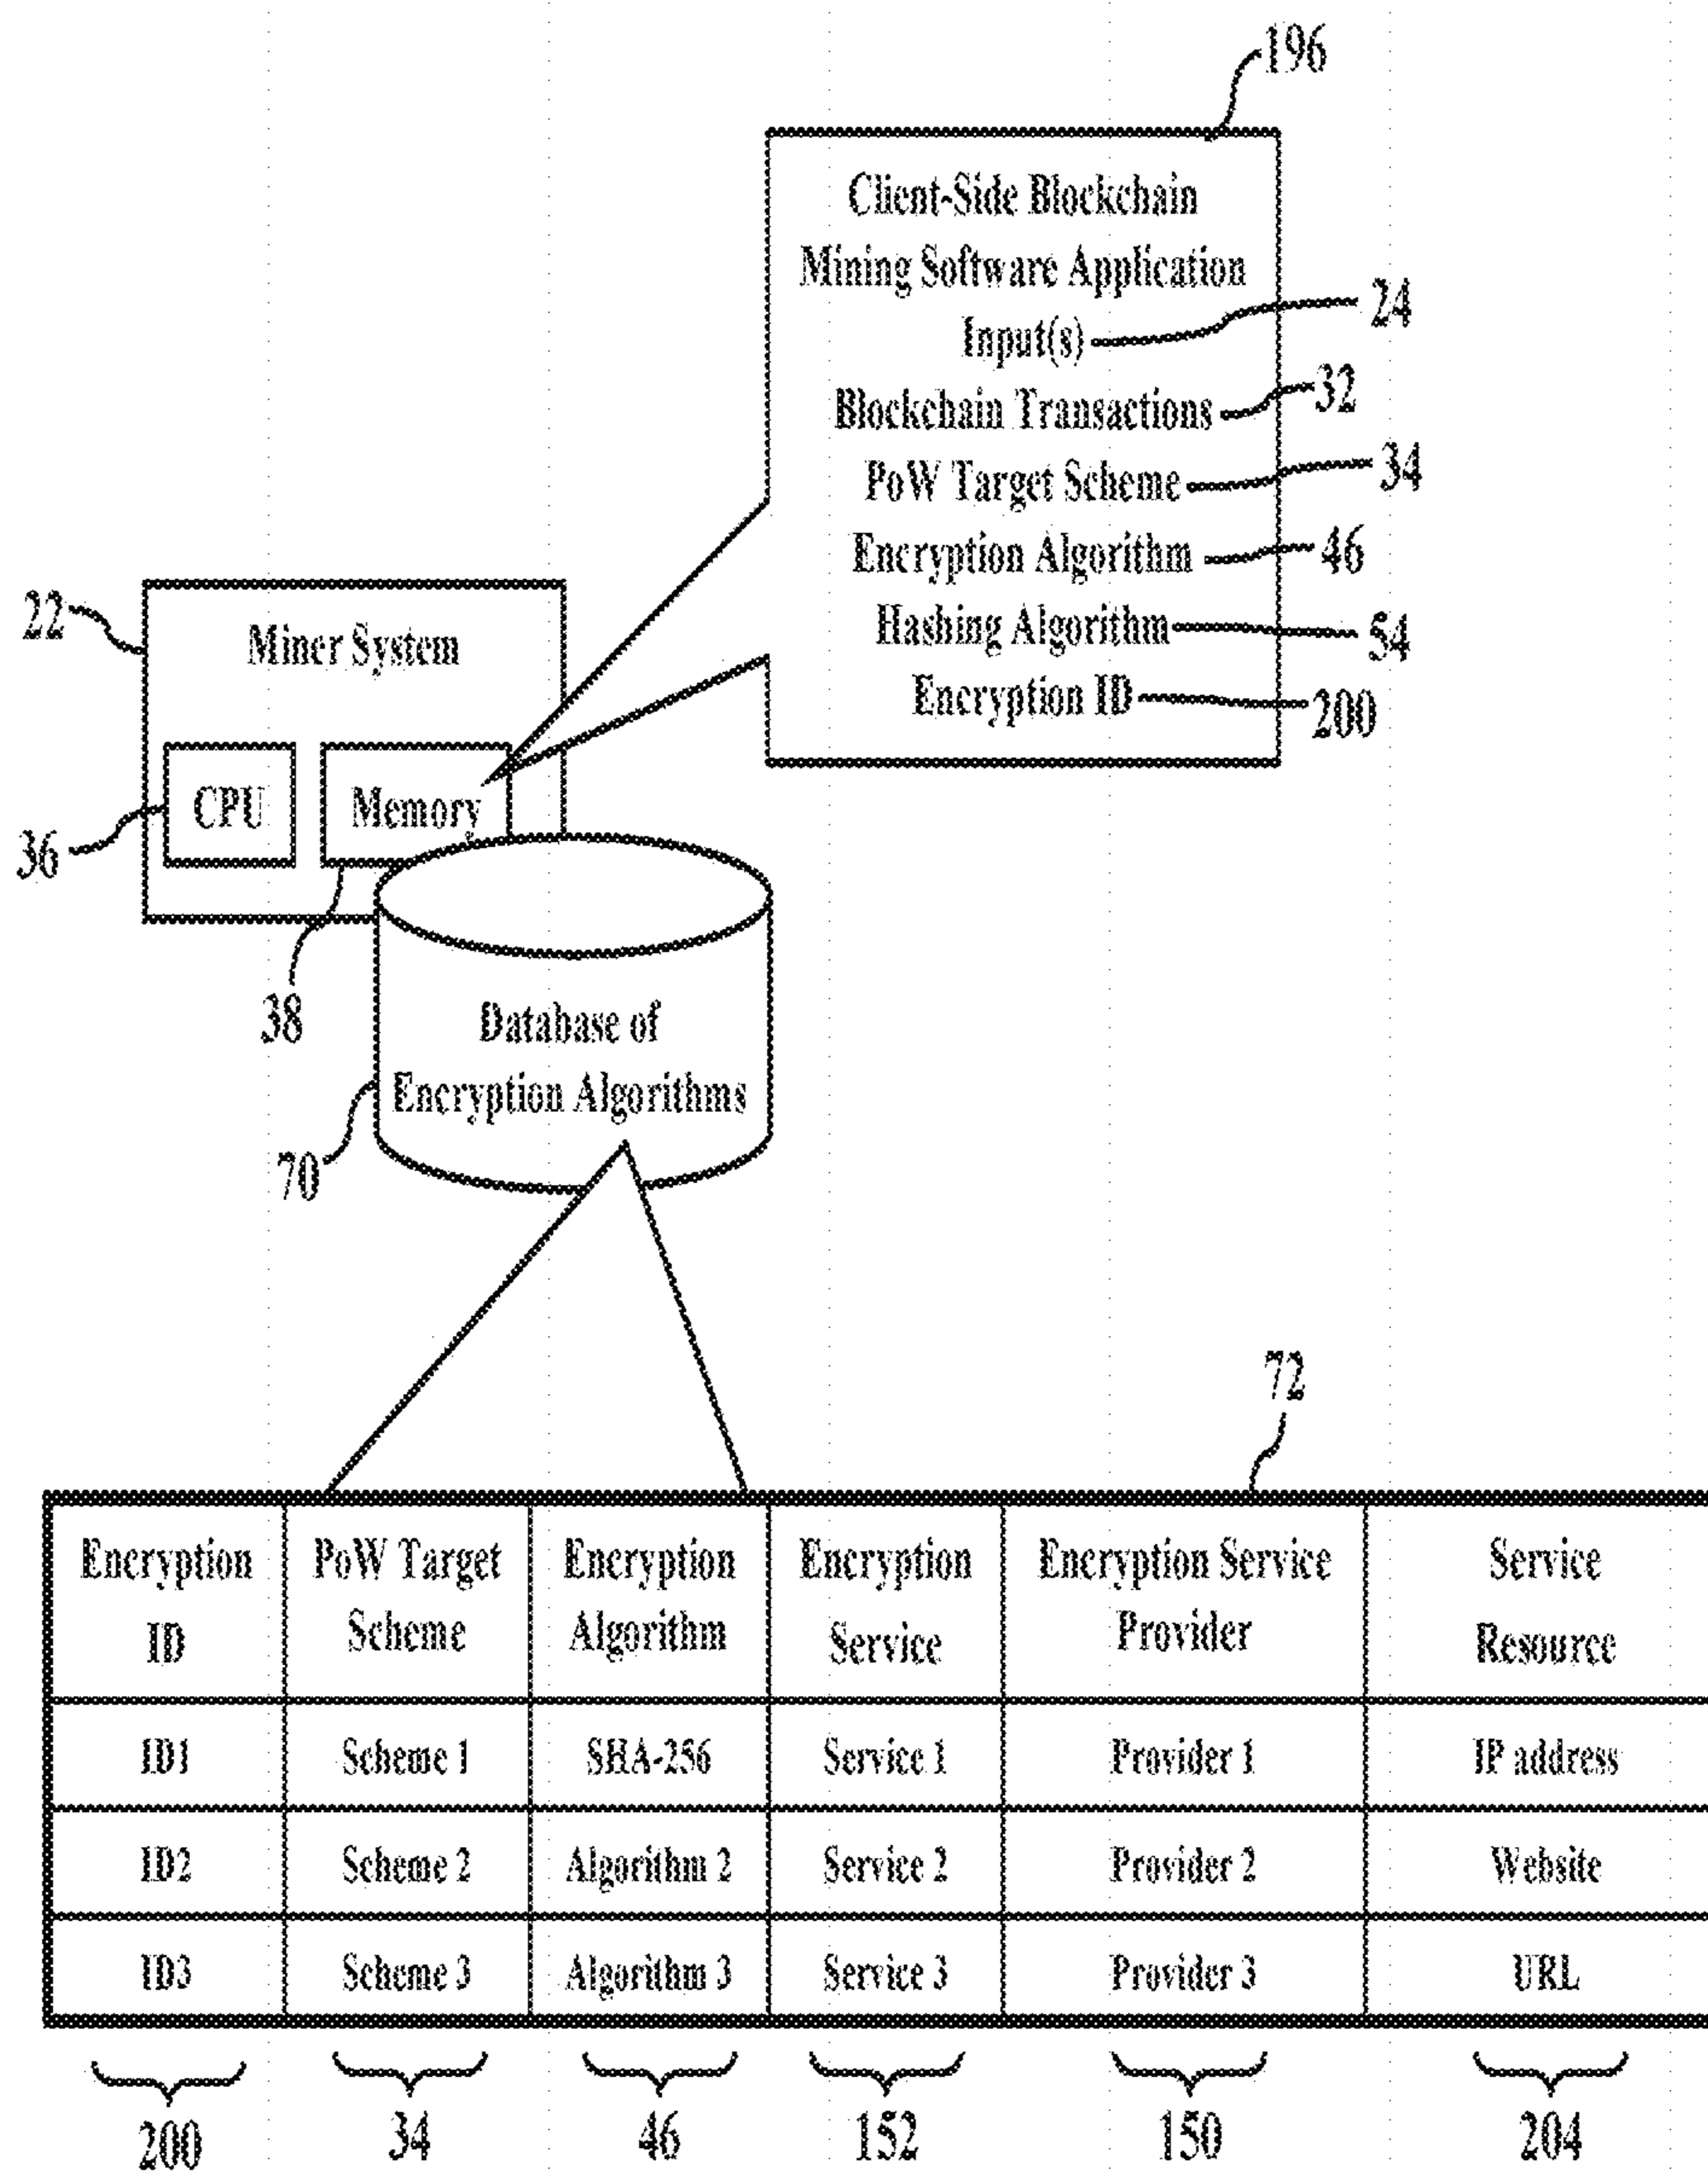 196
Client-Side Blockchain
Mining Software Application
Input(s) 24
Blockchain Transactions 32
PoW Target Scheme 34
Encryption Algorithm 46
Hashing Algorithm 54
Encryption ID 200
22
Miner System
CPU
Memory
36
38
Database of
Encryption Algorithms
70
72
Encryption ID
PoW Target Scheme
Encryption Algorithm
Encryption Service
Encryption Service Provider
Service Resource
ID1 Scheme 1 SHA-256 Service 1 Provider 1 IP address
ID2 Scheme 2 Algorithm 2 Service 2 Provider 2 Website
ID3 Scheme 3 Algorithm 3 Service 3 Provider 3 URL
200 34 46 152 150 204